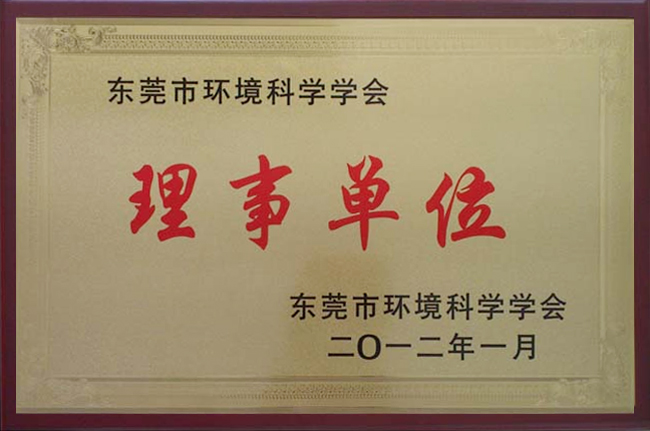 东莞市环境科学学会
理事单位
东莞市环境科学学会
二〇一二年一月